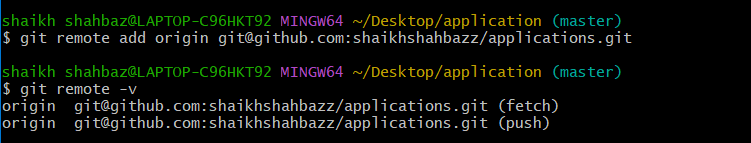 shaikh shahbaz@LAPTOP-C96HKT92 MINGW64 ~/Desktop/application (master)
$ git remote add origin git@github.com:shaikhshahbazz/applications.git
shaikh shahbaz@LAPTOP-C96HKT92 MINGW64 ~/Desktop/application (master)
$ git remote -v
origin  git@github.com:shaikhshahbazz/applications.git (fetch)
origin  git@github.com:shaikhshahbazz/applications.git (push)